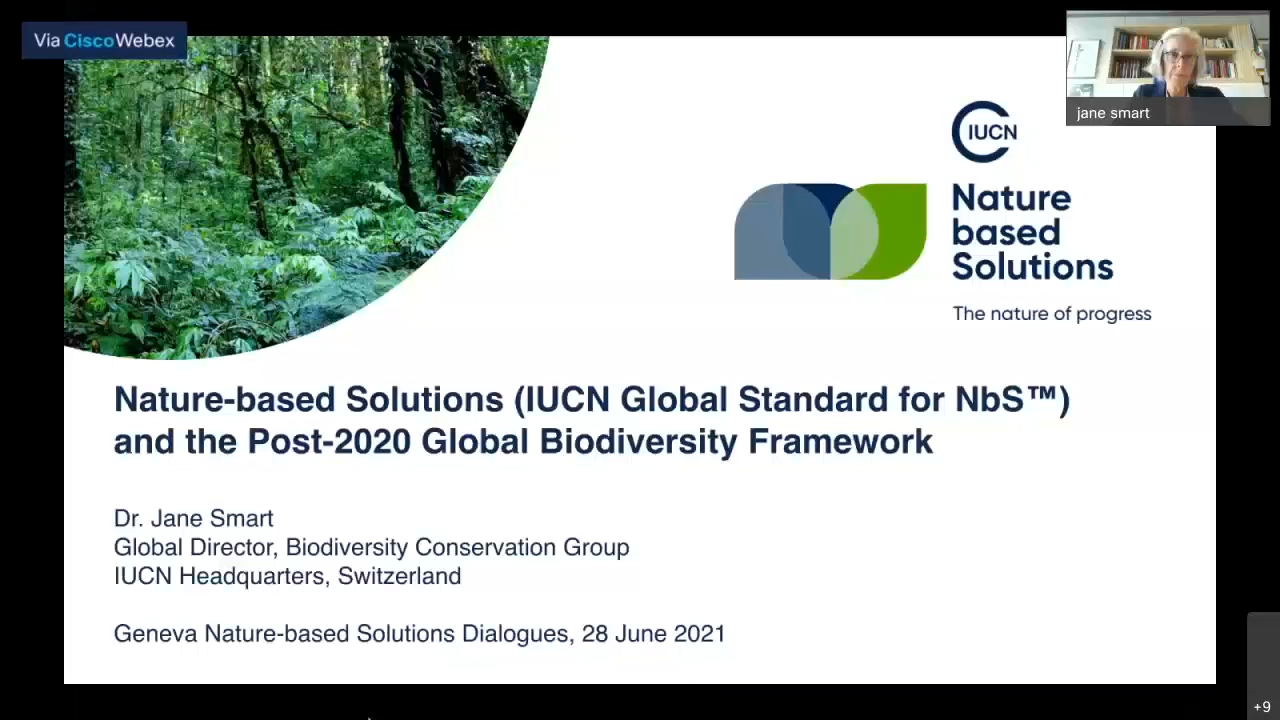 Via Cisco Webex
jane smart
IUCN
Nature
based
Solutions
The nature of progress
Nature-based Solutions (IUCN Global Standard for NbS™)
and the Post-2020 Global Biodiversity Framework
Dr. Jane Smart
Global Director, Biodiversity Conservation Group
IUCN Headquarters, Switzerland
Geneva Nature-based Solutions Dialogues, 28 June 2021
+9